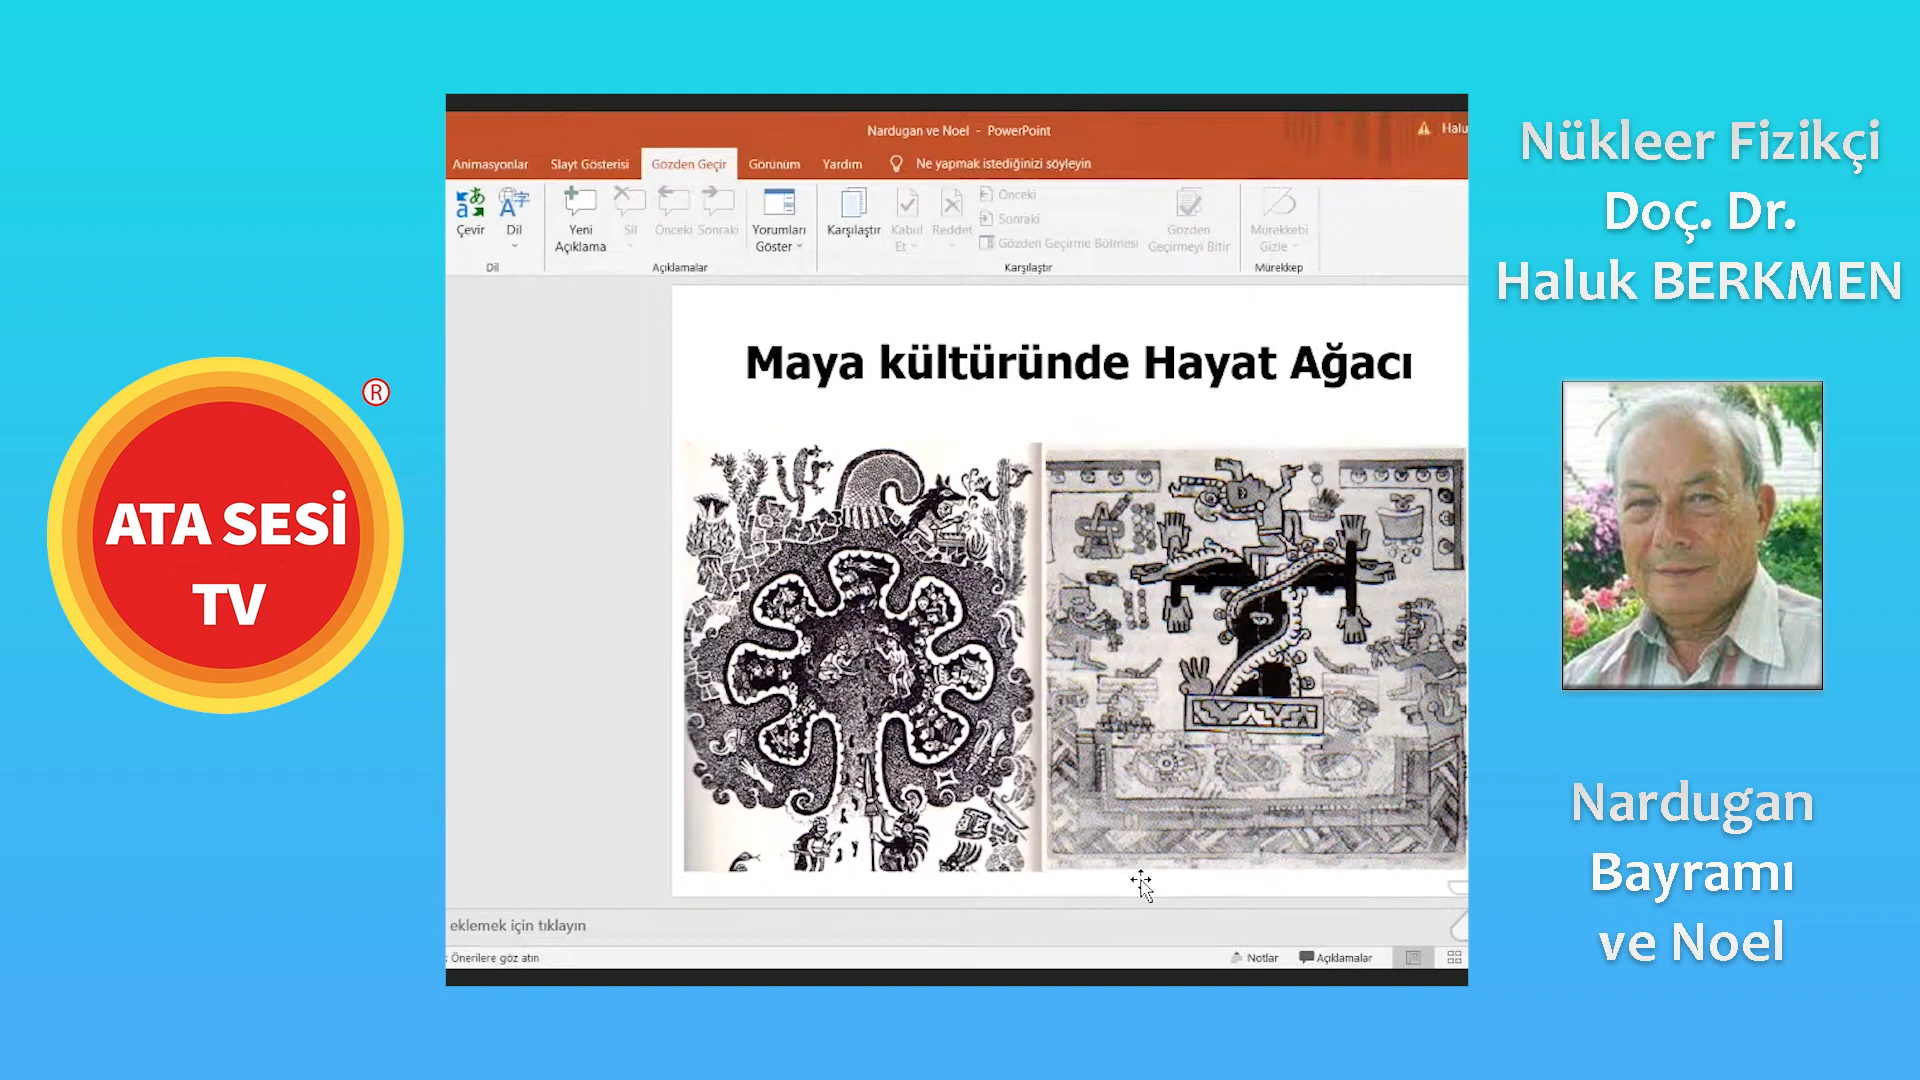 ATA SESİ
TV
®
Nardugan ve Noel - PowerPoint
Halu
Animasyonlar Slayt Gösterisi Gözden Geçir Görünüm Yardım Ne yapmak istediğinizi söyleyin
Çevir Dil
Dil
Yeni Açıklama Sil Önceki Sonraki Yorumları Göster
Açıklamalar
Karşılaştır Kabul Et Reddet Önceki
Sonraki
Gözden Geçirme Bölmesi
Gözden Geçirmeyi Bitir
Karşılaştır
Mürekkebi Gizle
Mürekkep
Maya kültüründe Hayat Ağacı
eklemek için tıklayın
: Önerilere göz atın
Notlar Açıklamalar
Nükleer Fizikçi
Doç. Dr.
Haluk BERKMEN
Nardugan
Bayramı
ve Noel